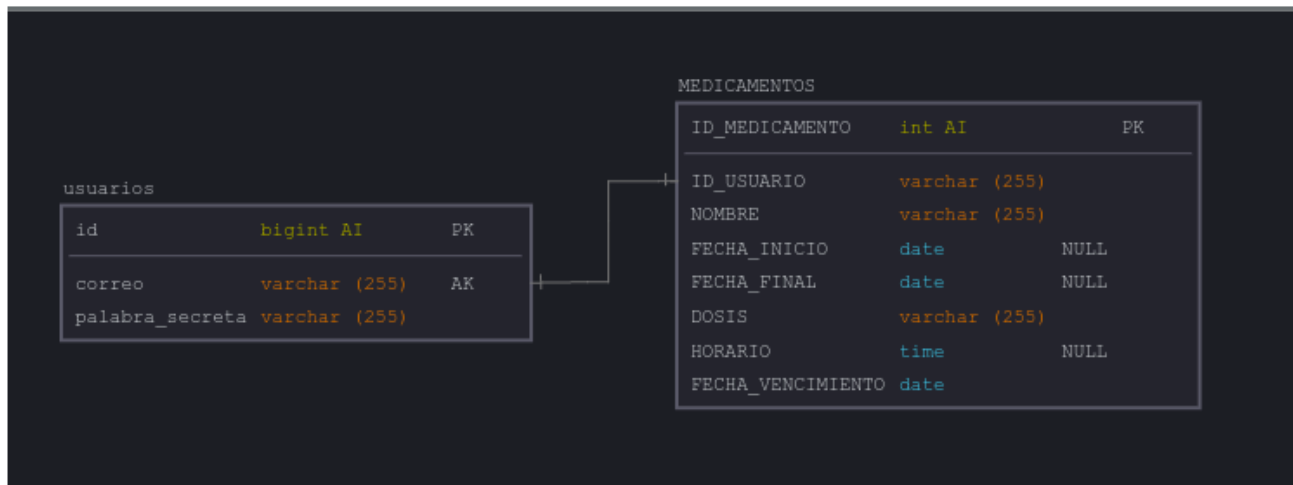 usuarios
id bigint AI PK
correo varchar (255) AK
palabra_secreta varchar (255)
MEDICAMENTOS
ID_MEDICAMENTO int AI PK
ID_USUARIO varchar (255)
NOMBRE varchar (255)
FECHA_INICIO date NULL
FECHA_FINAL date NULL
DOSIS varchar (255)
HORARIO time NULL
FECHA_VENCIMIENTO date